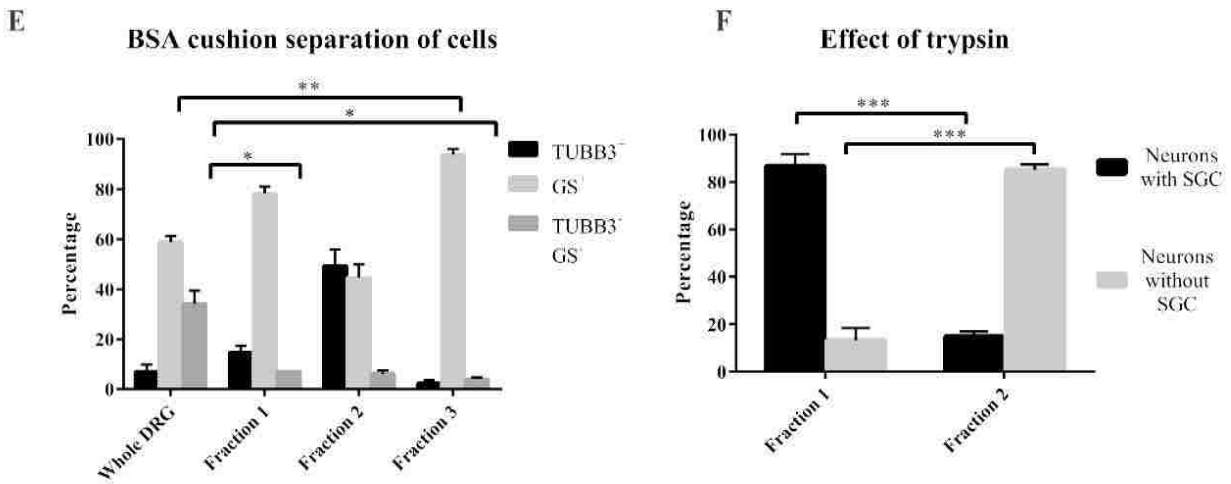 E
BSA cushion separation of cells
**
*
*
100
80
60
40
20
0
Percentage
Whole DRG
Fraction 1
Fraction 2
Fraction 3
TUBB3⁺
GS⁺
TUBB3⁻
GS⁻
F
Effect of trypsin
***
***
100
80
60
40
20
0
Percentage
Fraction 1
Fraction 2
Neurons
with SGC
Neurons
without
SGC